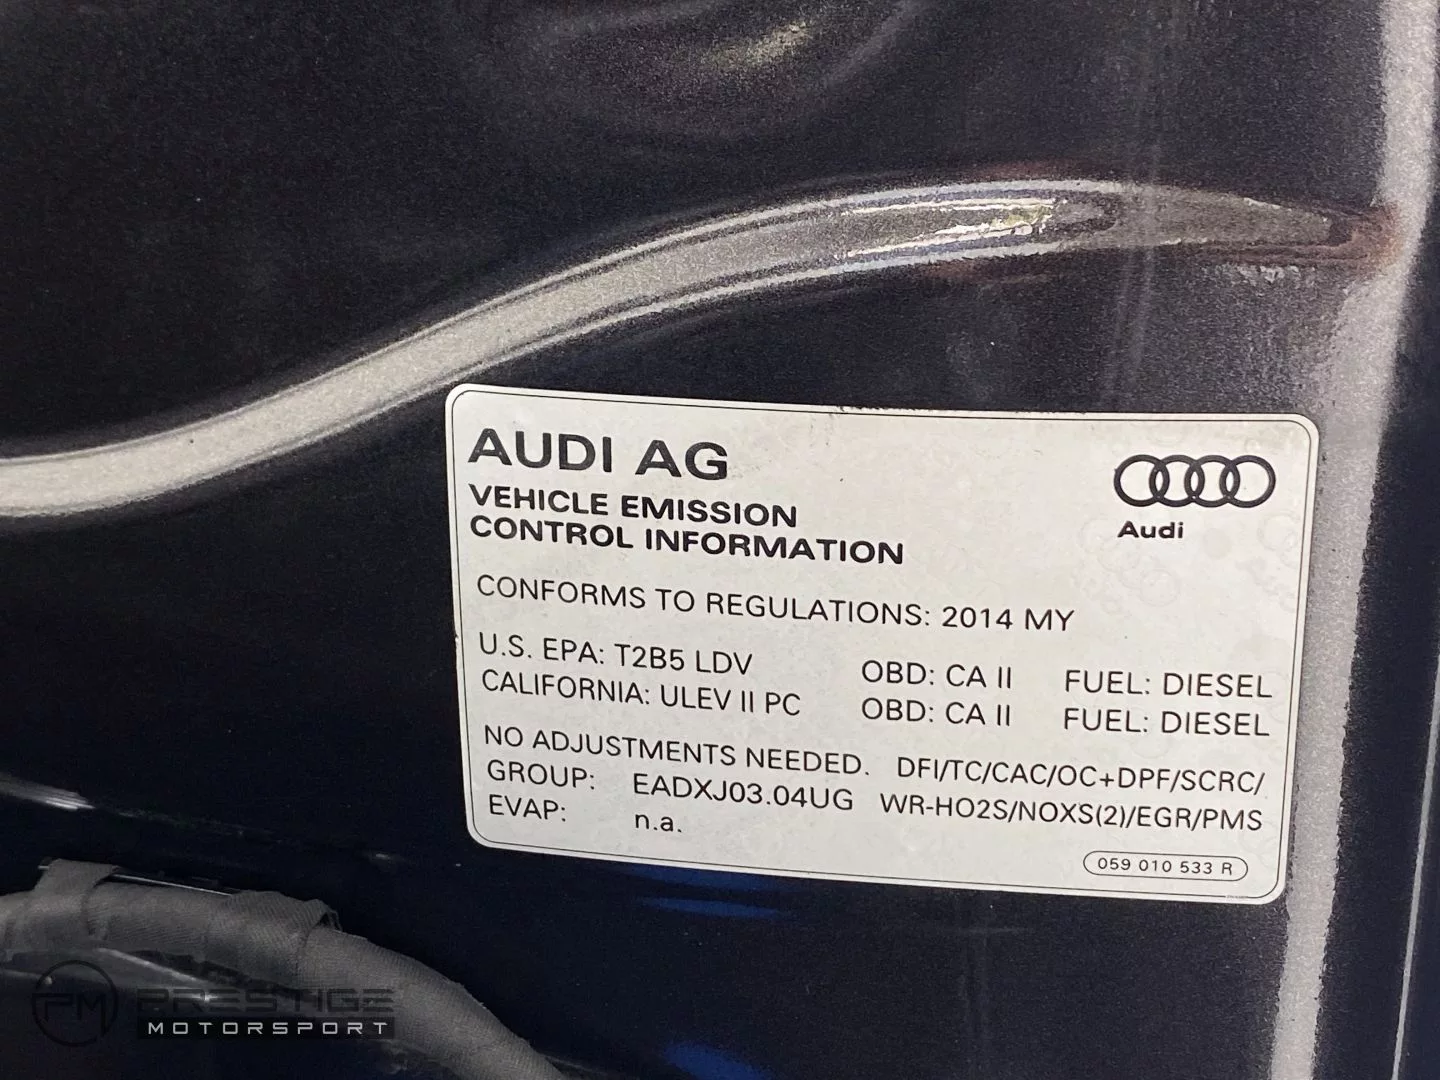 AUDI AG
VEHICLE EMISSION
CONTROL INFORMATION
Audi
CONFORMS TO REGULATIONS: 2014 MY
U.S. EPA: T2B5 LDV OBD: CA II FUEL: DIESEL
CALIFORNIA: ULEV II PC OBD: CA II FUEL: DIESEL
NO ADJUSTMENTS NEEDED. DFI/TC/CAC/OC+DPF/SCRC/
GROUP: EADXJ03.04UG WR-HO2S/NOXS(2)/EGR/PMS
EVAP: n.a.
059 010 533 R
PM PRESTIGE
MOTORSPORT